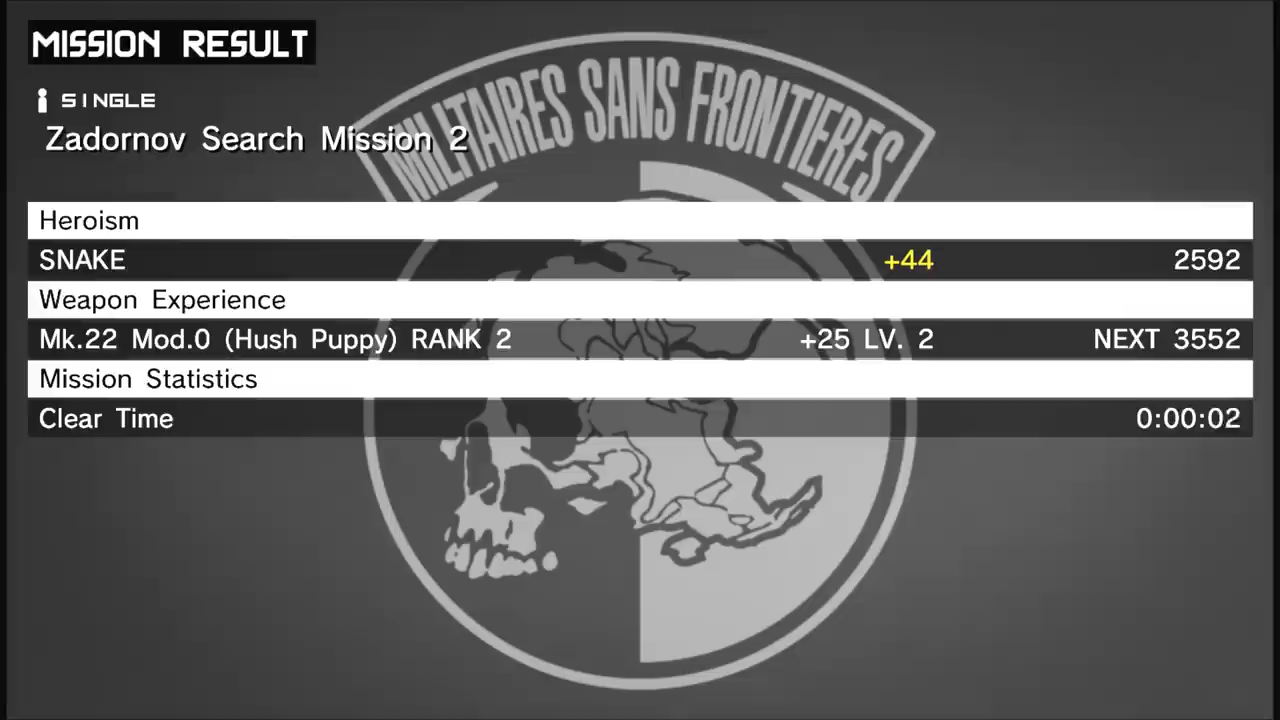 MISSION RESULT
SINGLE
Zadornov Search Mission 2
MILITAIRES SANS FRONTIERES
Heroism
SNAKE +44 2592
Weapon Experience
Mk.22 Mod.0 (Hush Puppy) RANK 2 +25 LV. 2 NEXT 3552
Mission Statistics
Clear Time 0:00:02